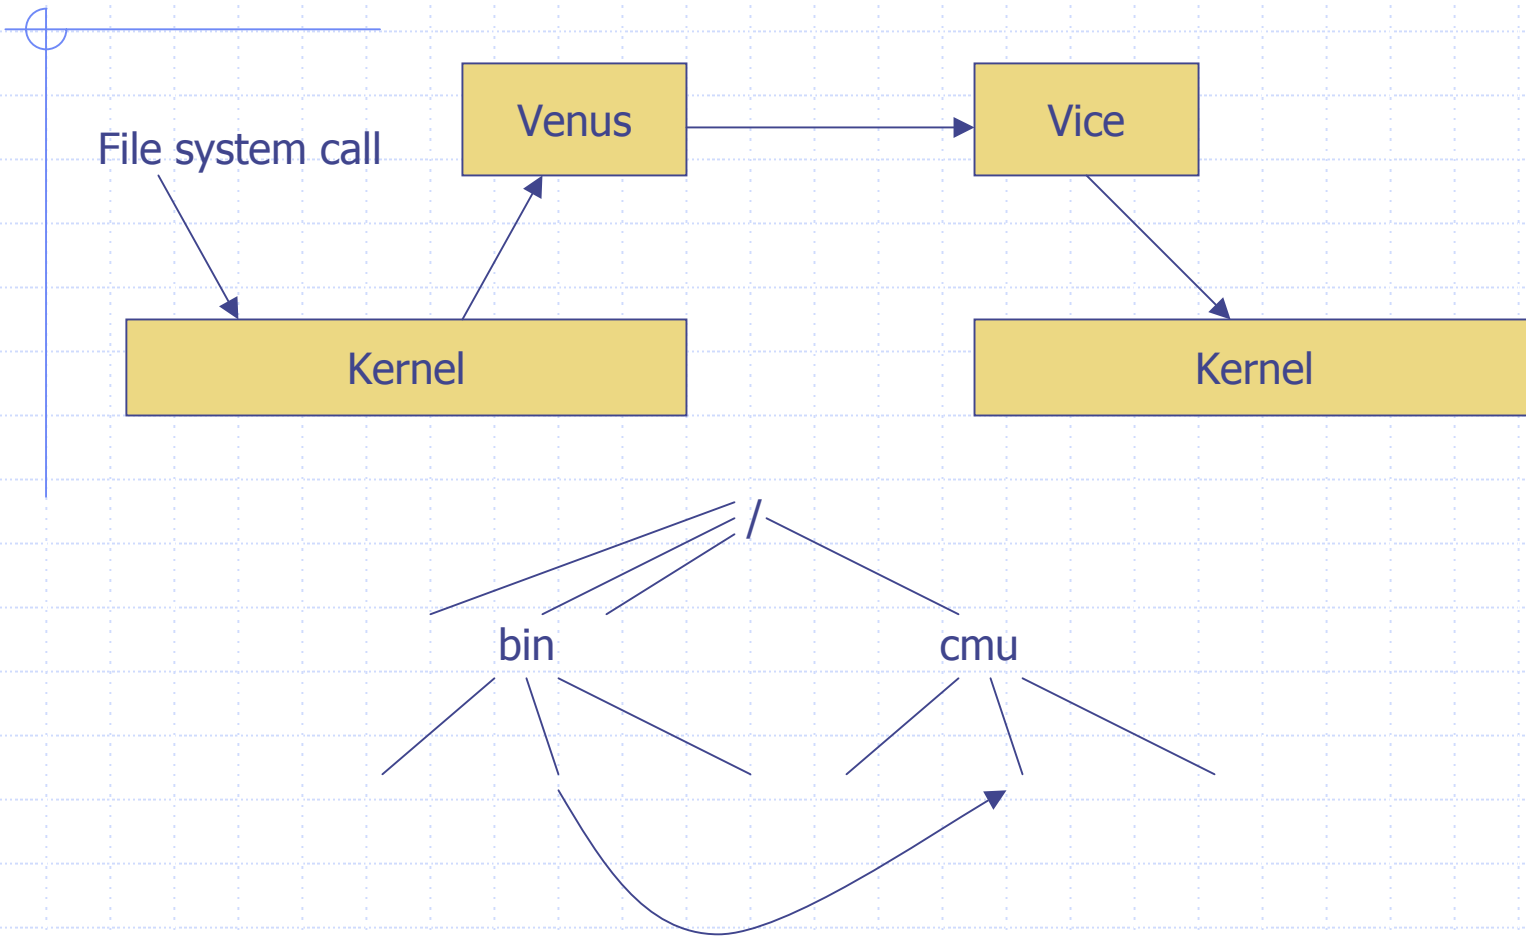 Venus
Vice
File system call
Kernel
Kernel
/
bin
cmu